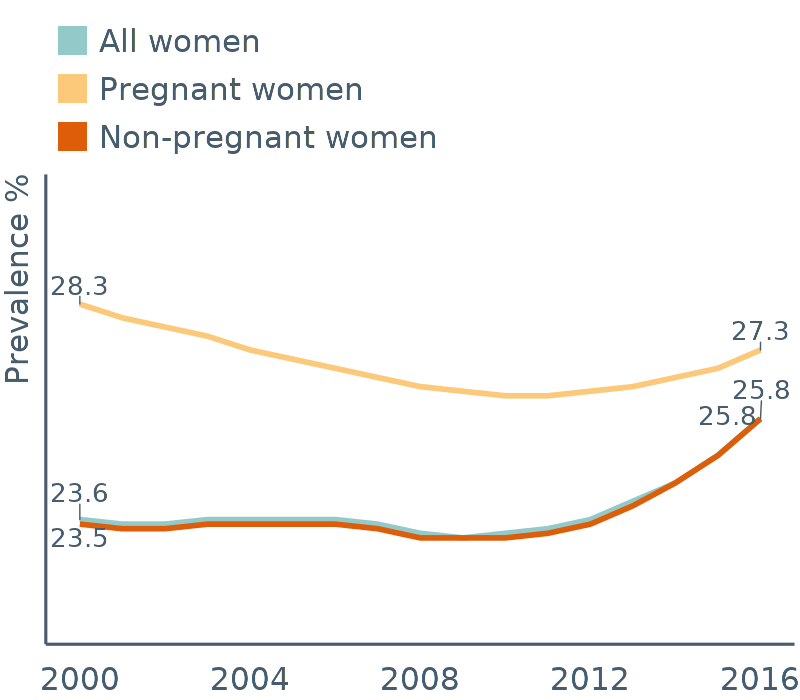 All women
Pregnant women
Non-pregnant women
Prevalence %
28.3
27.3
25.8
25.8
23.6
23.5
2000 2004 2008 2012 2016